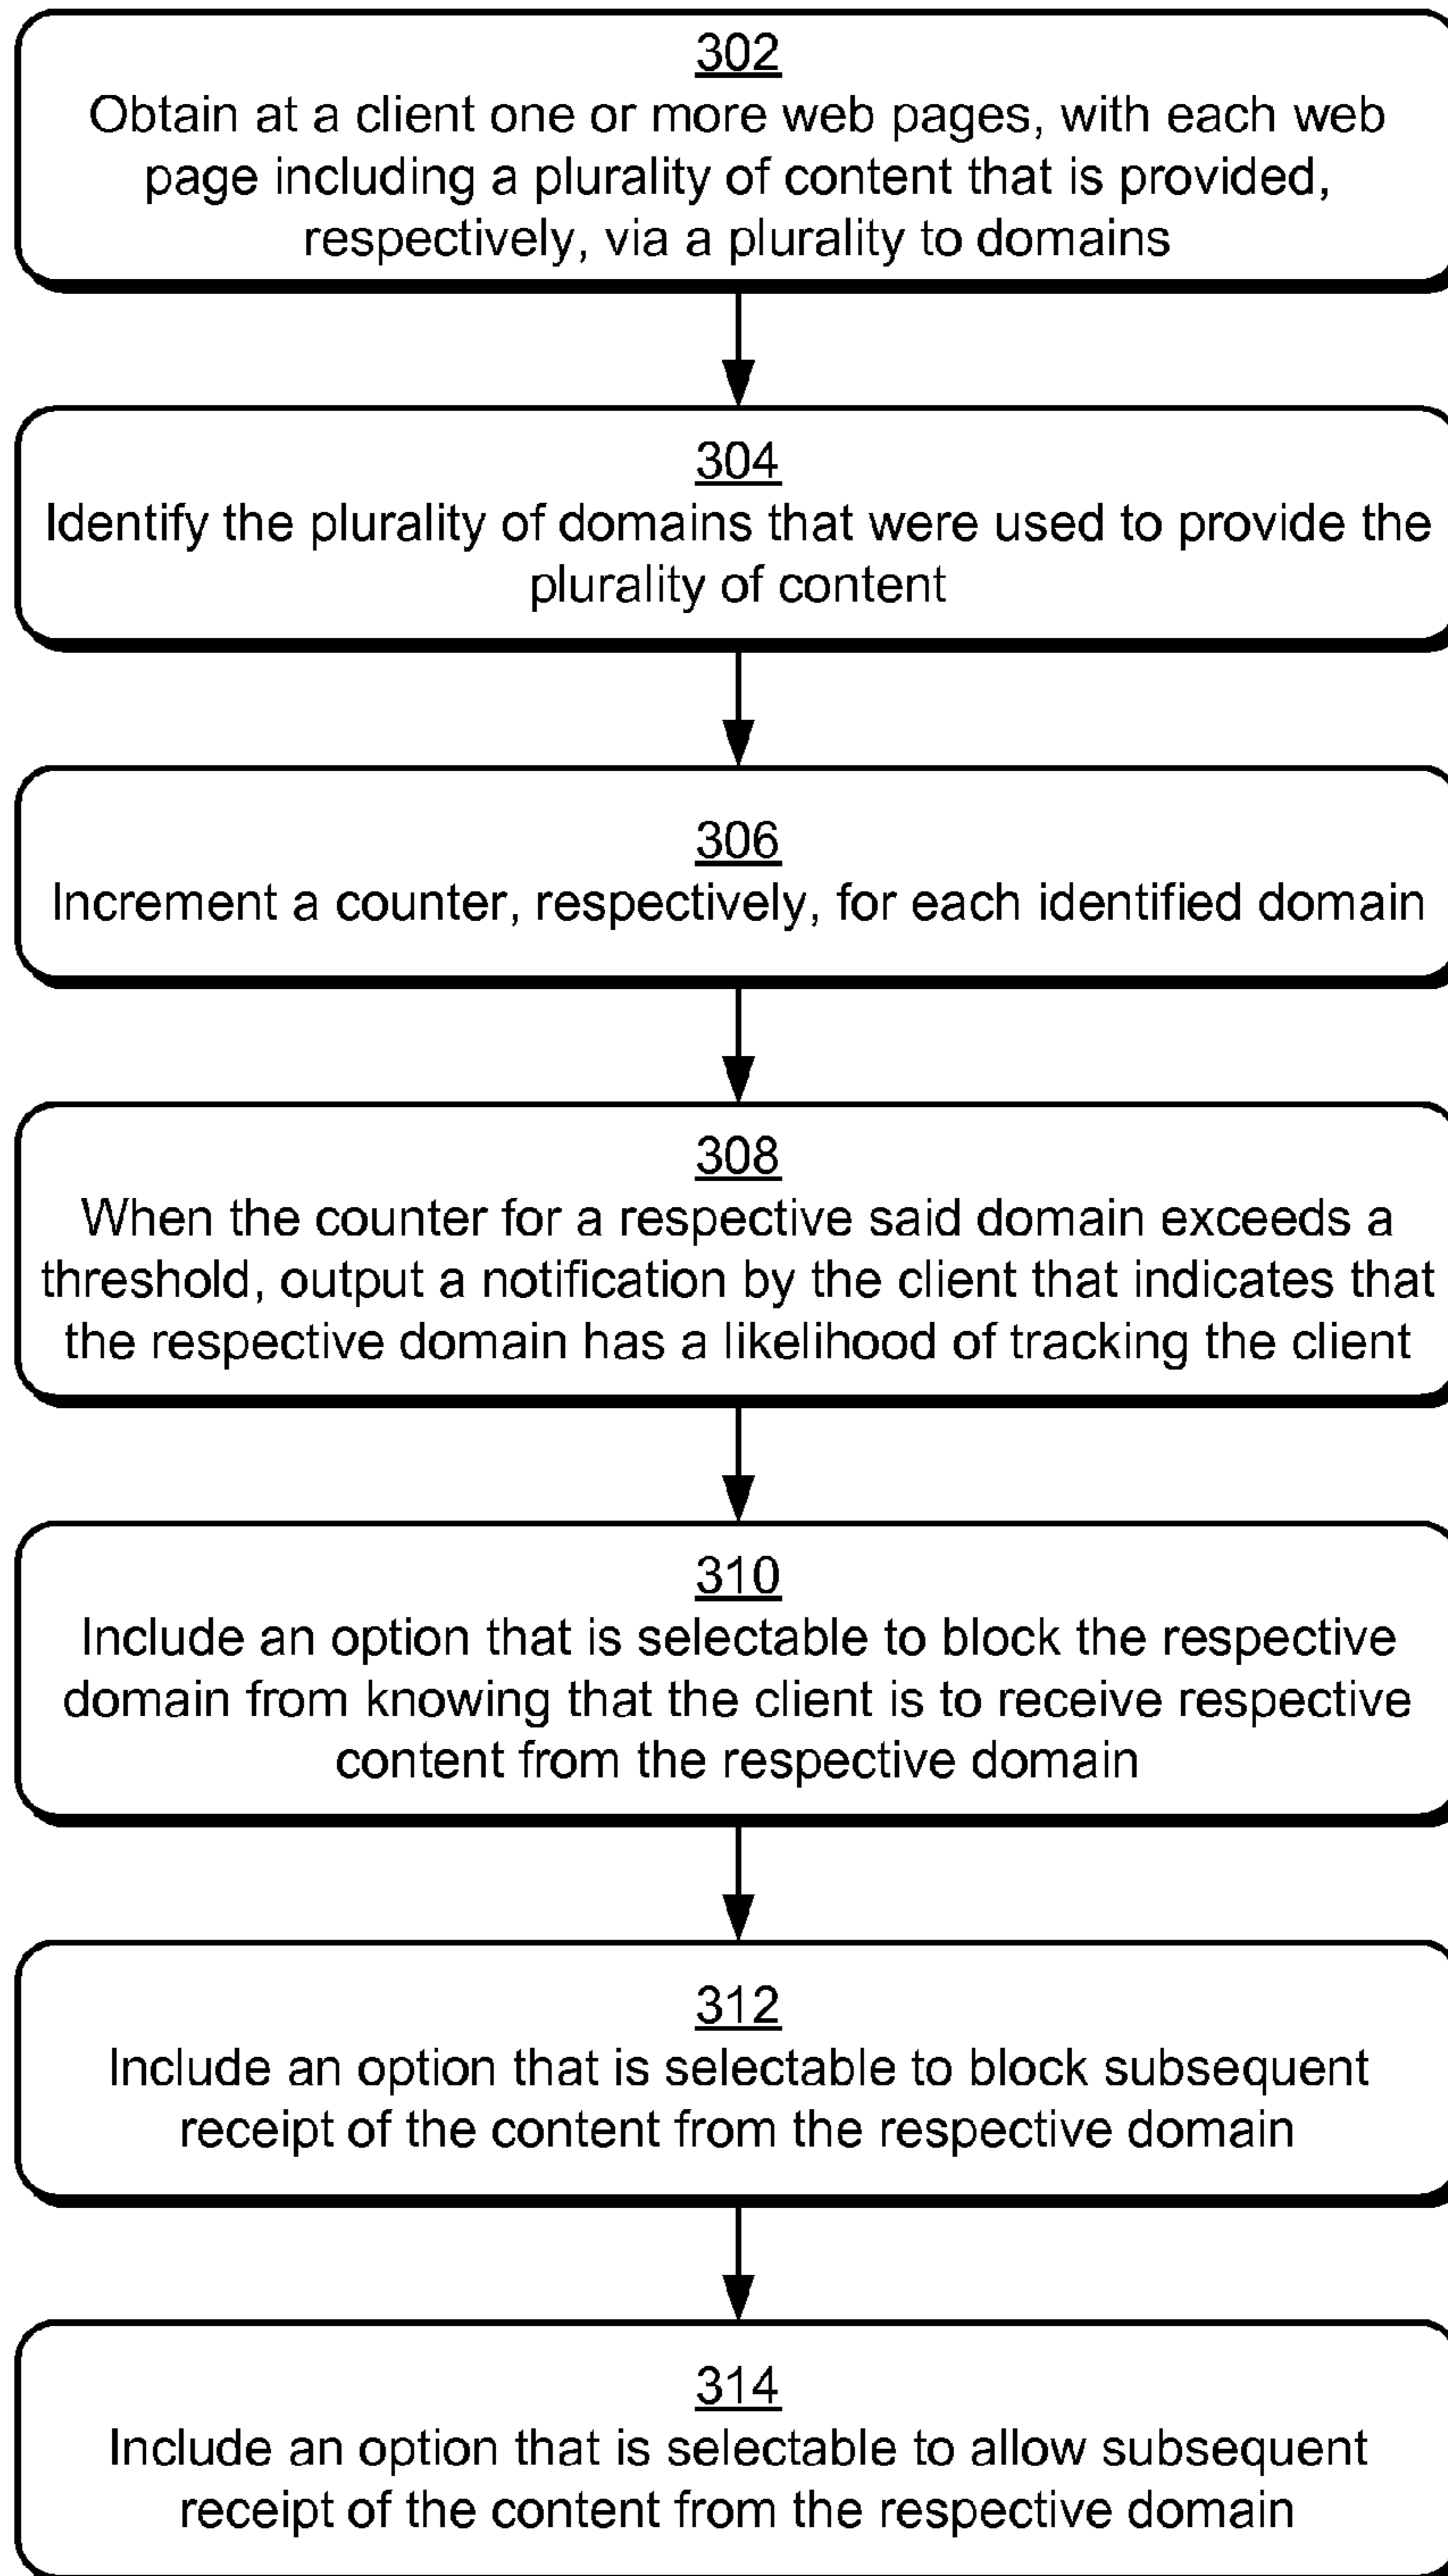 302
Obtain at a client one or more web pages, with each web
page including a plurality of content that is provided,
respectively, via a plurality to domains
304
Identify the plurality of domains that were used to provide the
plurality of content
306
Increment a counter, respectively, for each identified domain
308
When the counter for a respective said domain exceeds a
threshold, output a notification by the client that indicates that
the respective domain has a likelihood of tracking the client
310
Include an option that is selectable to block the respective
domain from knowing that the client is to receive respective
content from the respective domain
312
Include an option that is selectable to block subsequent
receipt of the content from the respective domain
314
Include an option that is selectable to allow subsequent
receipt of the content from the respective domain